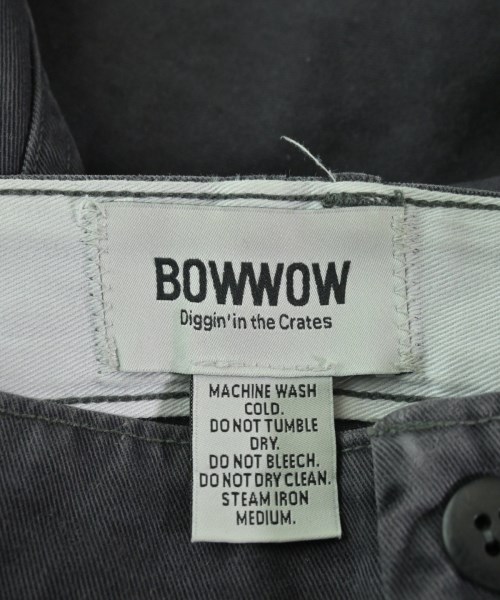 BOWWOW
Diggin' in the Crates
MACHINE WASH
COLD.
DO NOT TUMBLE
DRY.
DO NOT BLEECH.
DO NOT DRY CLEAN.
STEAM IRON
MEDIUM.